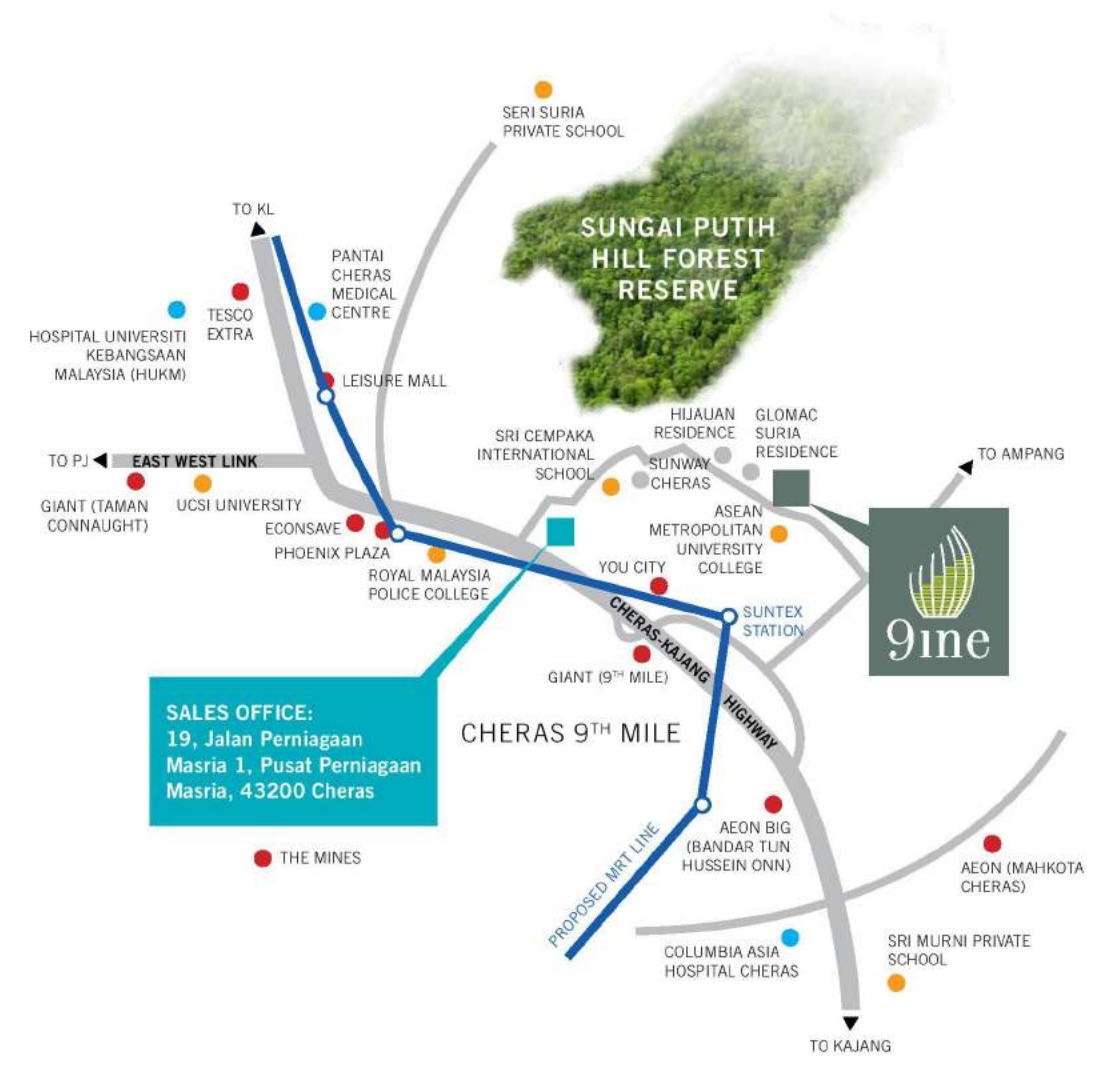 SERI SURIA
PRIVATE SCHOOL
SUNGAI PUTIH
HILL FOREST
RESERVE
TO KL
PANTAI
CHERAS
MEDICAL
CENTRE
TESCO
EXTRA
HOSPITAL UNIVERSITI
KEBANGSAAN
MALAYSIA (HUKM)
LEISURE MALL
TO PJ
EAST WEST LINK
GIANT (TAMAN
CONNAUGHT)
UCSI UNIVERSITY
ECONSAVE
PHOENIX PLAZA
ROYAL MALAYSIA
POLICE COLLEGE
SRI CEMPAKA
INTERNATIONAL
SCHOOL
HIJAUAN
RESIDENCE
GLOMAC
SURIA
RESIDENCE
SUNWAY
CHERAS
TO AMPANG
ASEAN
METROPOLITAN
UNIVERSITY
COLLEGE
YOU CITY
SUNTEX
STATION
9ine
GIANT (9TH MILE)
CHERAS-KAJANG
HIGHWAY
CHERAS 9TH MILE
SALES OFFICE:
19, Jalan Perniagaan
Masria 1, Pusat Perniagaan
Masria, 43200 Cheras
THE MINES
PROPOSED MRT LINE
AEON BIG
(BANDAR TUN
HUSSEIN ONN)
AEON (MAHKOTA
CHERAS)
COLUMBIA ASIA
HOSPITAL CHERAS
SRI MURNI PRIVATE
SCHOOL
TO KAJANG